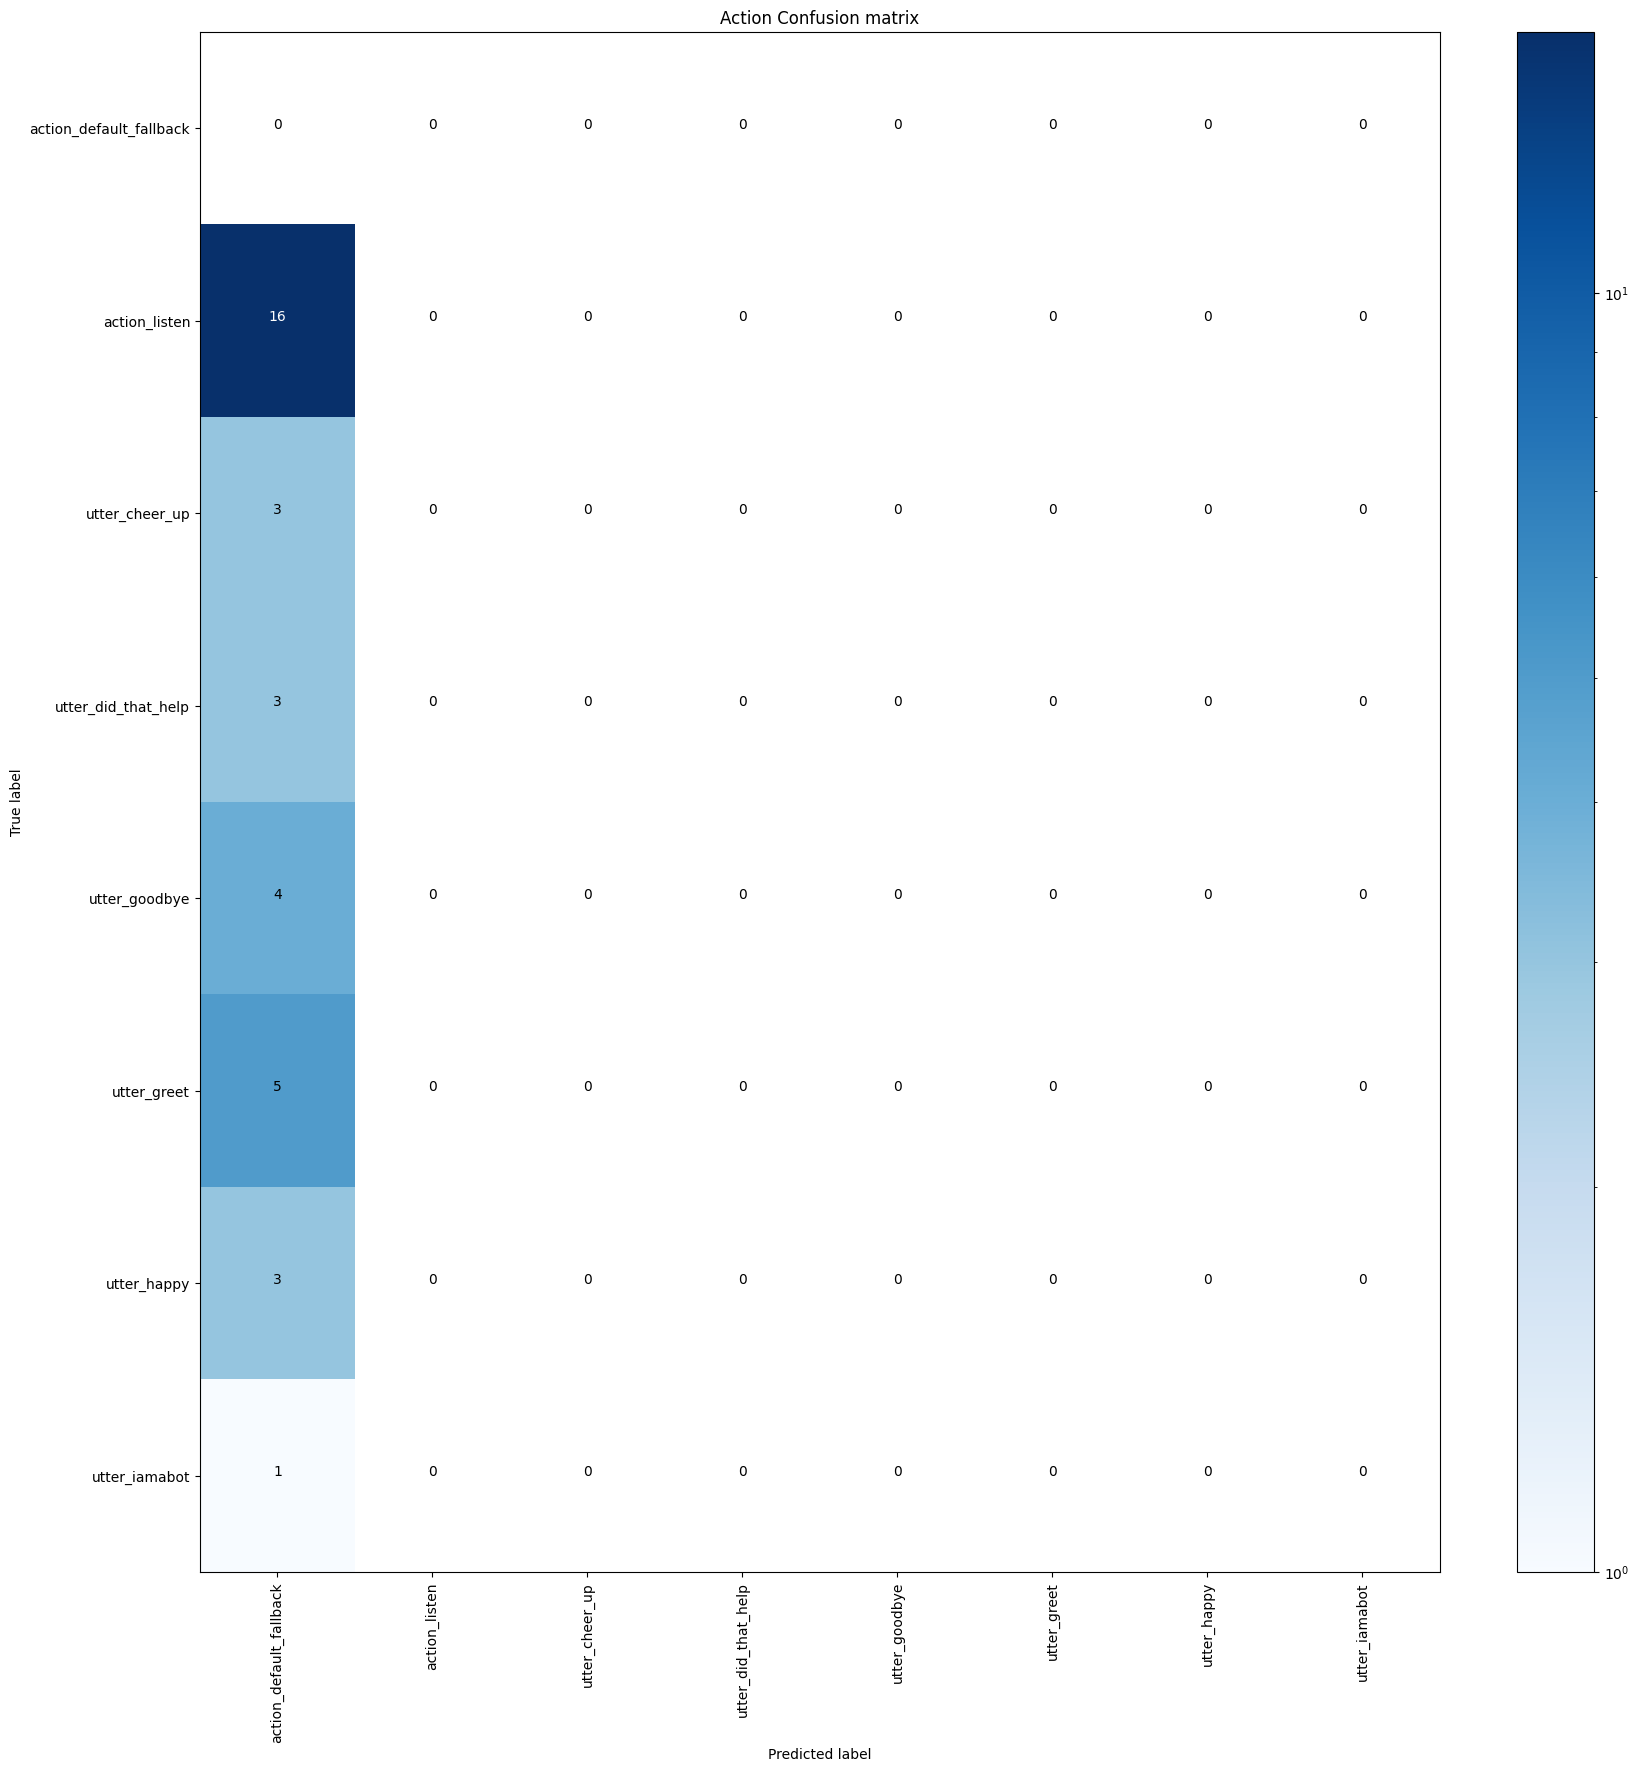 Action Confusion matrix
action_default_fallback 0 0 0 0 0 0 0 0
action_listen 16 0 0 0 0 0 0 0
utter_cheer_up 3 0 0 0 0 0 0 0
utter_did_that_help 3 0 0 0 0 0 0 0
utter_goodbye 4 0 0 0 0 0 0 0
utter_greet 5 0 0 0 0 0 0 0
utter_happy 3 0 0 0 0 0 0 0
utter_iamabot 1 0 0 0 0 0 0 0
True label
action_default_fallback
action_listen
utter_cheer_up
utter_did_that_help
utter_goodbye
utter_greet
utter_happy
utter_iamabot
Predicted label
10¹
10⁰